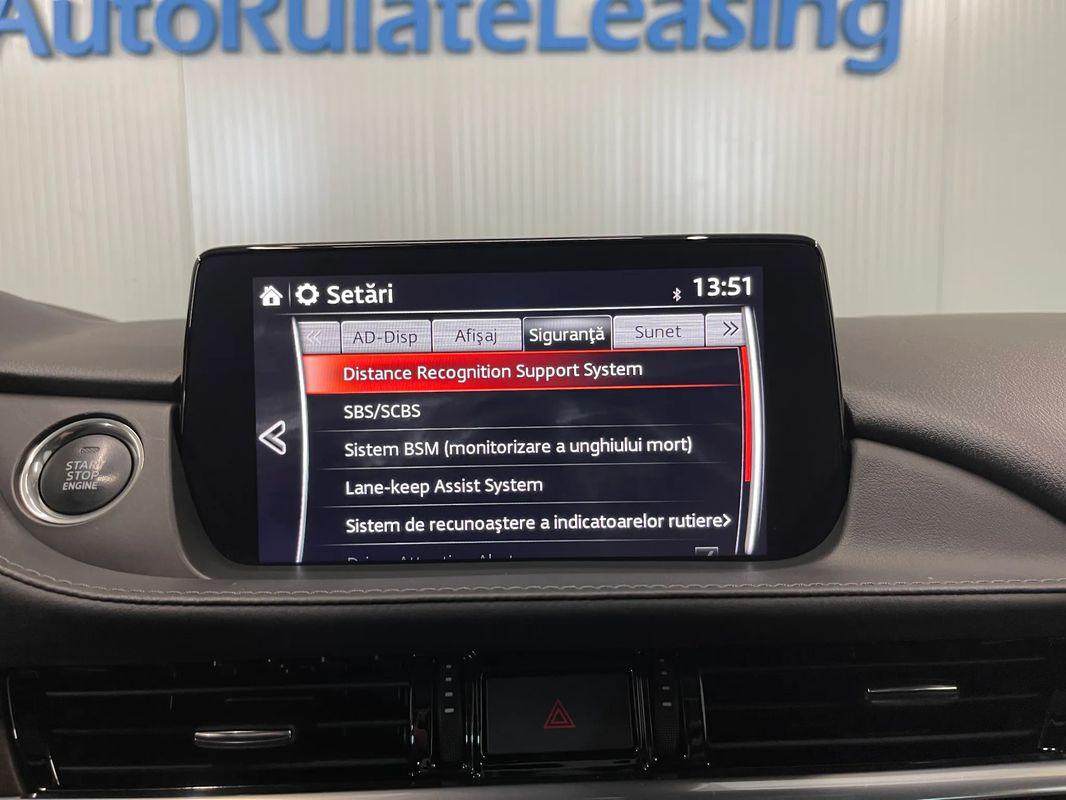 AutoRulateLeasing
Setări
13:51
AD-Disp
Afişaj
Siguranţă
Sunet
Distance Recognition Support System
SBS/SCBS
Sistem BSM (monitorizare a unghiului mort)
Lane-keep Assist System
Sistem de recunoaştere a indicatoarelor rutiere
START
STOP
ENGINE